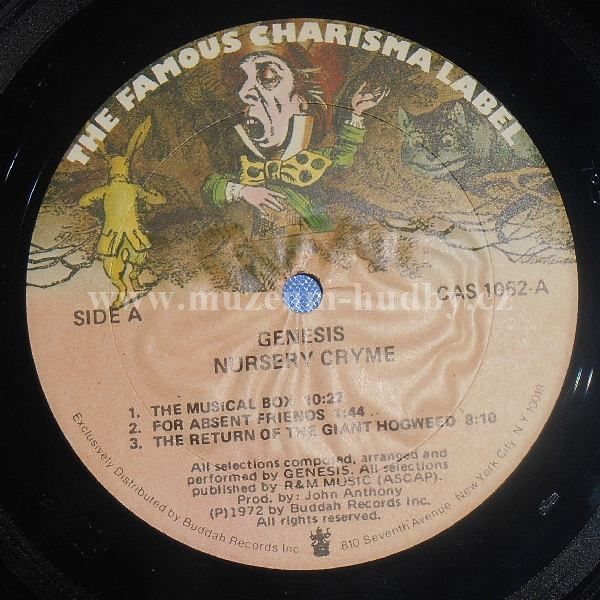 THE FAMOUS CHARISMA LABEL
www.muzeum-hudby.cz
SIDE A
CAS 1052-A
GENESIS
NURSERY CRYME
1. THE MUSICAL BOX 10:27
2. FOR ABSENT FRIENDS 1:44
3. THE RETURN OF THE GIANT HOGWEED 8:10
All selections composed, arranged and
performed by GENESIS. All selections
published by R&M MUSIC (ASCAP).
Prod. by: John Anthony
(P)1972 by Buddah Records Inc.
All rights reserved.
Exclusively Distributed by Buddah Records Inc 810 Seventh Avenue, New York City, N Y 10019